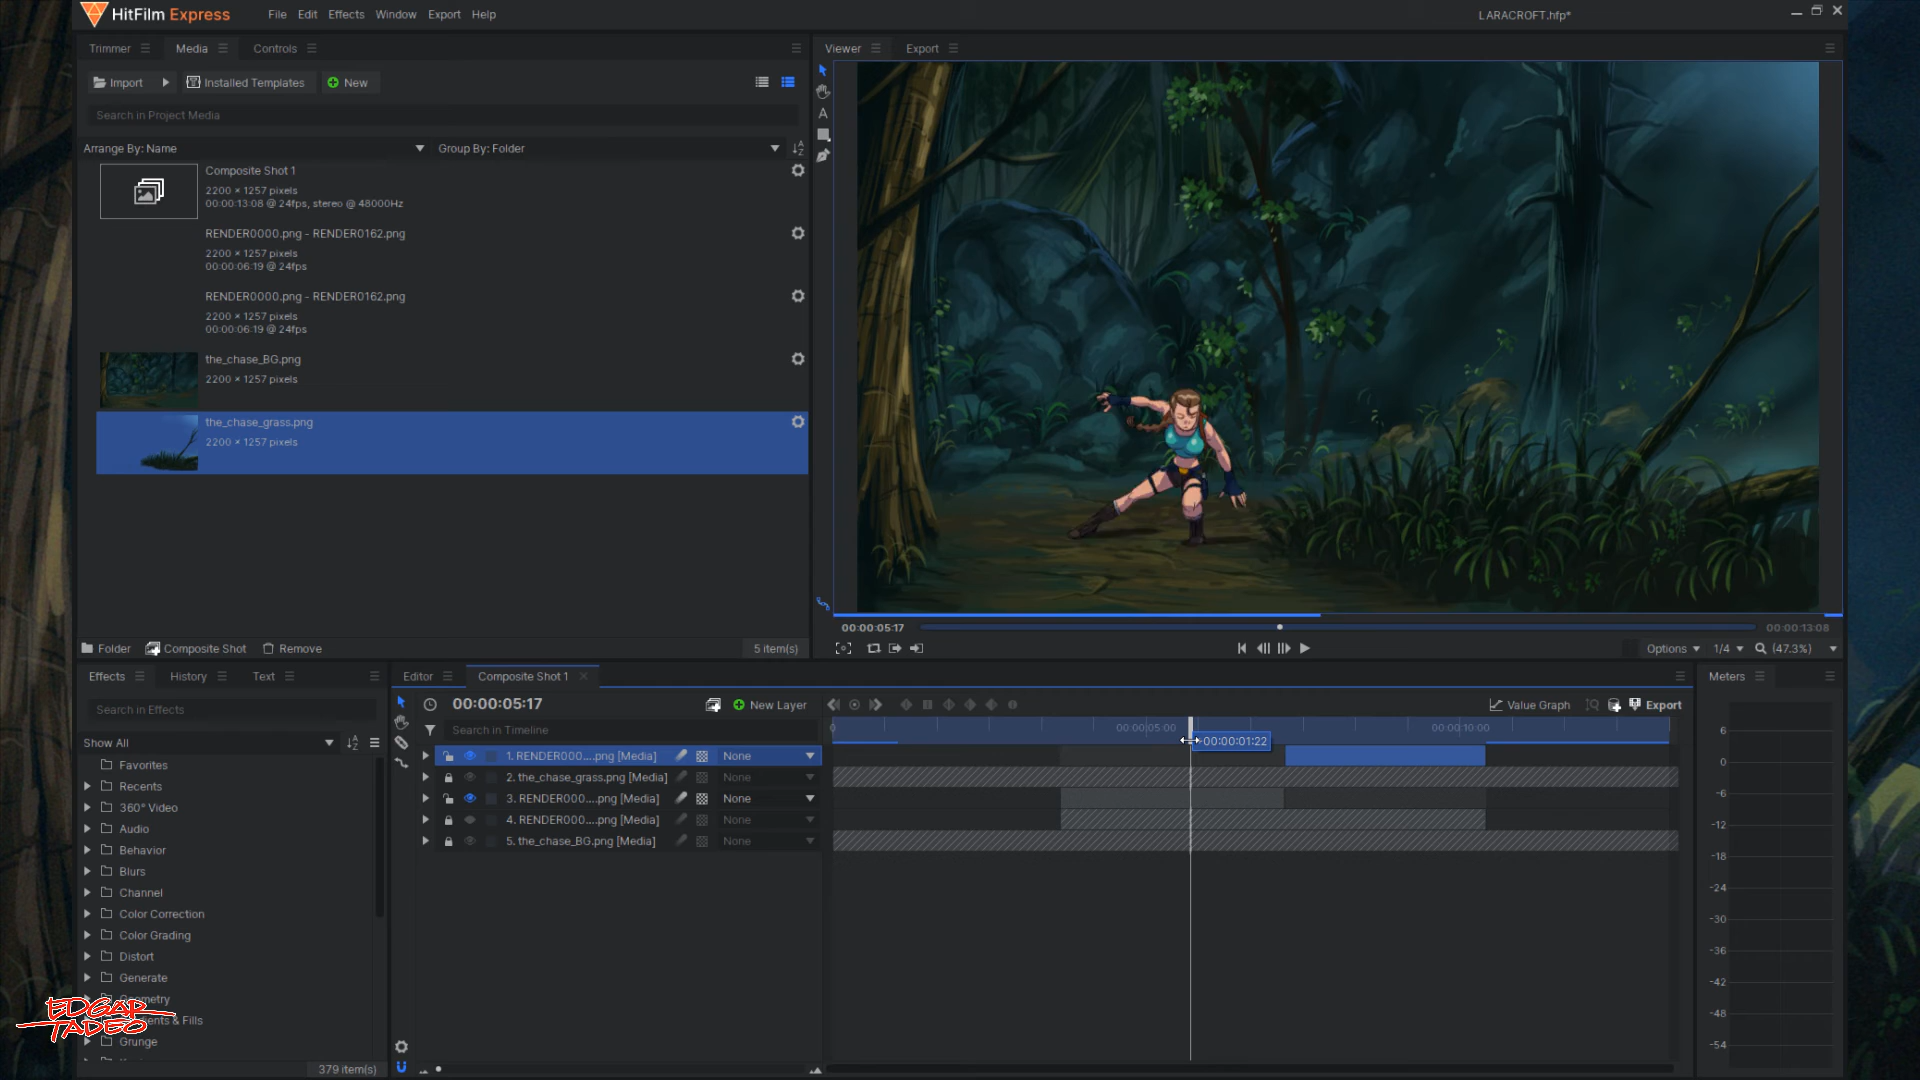 HitFilm Express
File Edit Effects Window Export Help
LARACROFT.hfp*
Trimmer Media Controls
Viewer Export
Import Installed Templates New
Search in Project Media
Arrange By: Name Group By: Folder
Composite Shot 1
2200 × 1257 pixels
00:00:13:08 @ 24fps, stereo @ 48000Hz
RENDER0000.png - RENDER0162.png
2200 × 1257 pixels
00:00:06:19 @ 24fps
RENDER0000.png - RENDER0162.png
2200 × 1257 pixels
00:00:06:19 @ 24fps
the_chase_BG.png
2200 × 1257 pixels
the_chase_grass.png
2200 × 1257 pixels
00:00:05:17 00:00:13:08
Folder Composite Shot Remove 5 item(s)
Options 1/4 (47.3%)
Effects History Text
Editor Composite Shot 1
Meters
Search in Effects
00:00:05:17 New Layer Value Graph Export
Search in Timeline
0 00:00:05:00 00:00:10:00
-00:00:01:22
Show All
Favorites
Recents
360° Video
Audio
Behavior
Blurs
Channel
Color Correction
Color Grading
Distort
Generate
Geometry
ients & Fills
Grunge
379 item(s)
1. RENDER000....png [Media] None
2. the_chase_grass.png [Media] None
3. RENDER000....png [Media] None
4. RENDER000....png [Media] None
5. the_chase_BG.png [Media] None
6
0
-6
-12
-18
-24
-30
-36
-42
-48
-54
EDGAR
TADEO